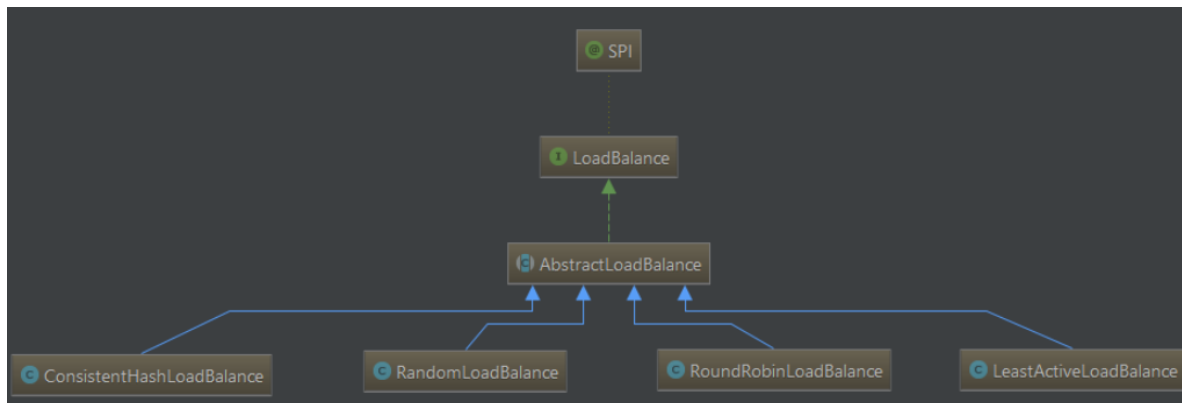 SPI
LoadBalance
AbstractLoadBalance
ConsistentHashLoadBalance
RandomLoadBalance
RoundRobinLoadBalance
LeastActiveLoadBalance